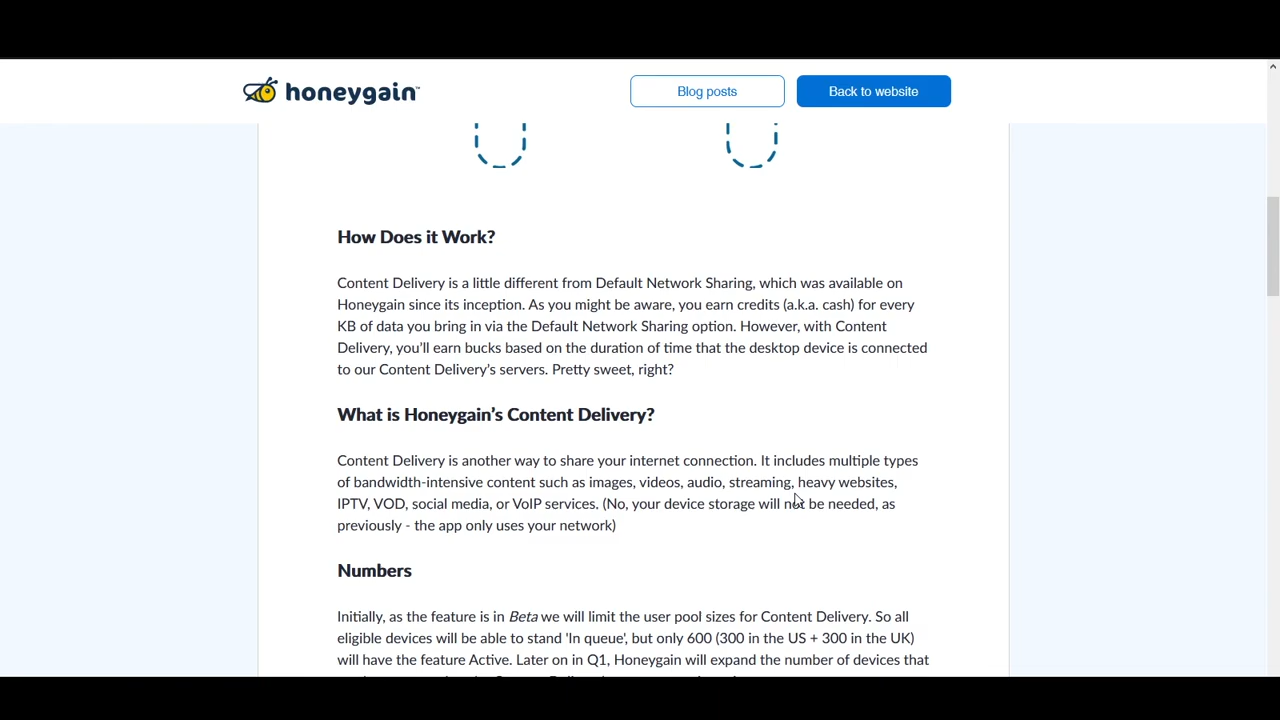 honeygain
Blog posts
Back to website
How Does it Work?
Content Delivery is a little different from Default Network Sharing, which was available on
Honeygain since its inception. As you might be aware, you earn credits (a.k.a. cash) for every
KB of data you bring in via the Default Network Sharing option. However, with Content
Delivery, you’ll earn bucks based on the duration of time that the desktop device is connected
to our Content Delivery’s servers. Pretty sweet, right?
What is Honeygain’s Content Delivery?
Content Delivery is another way to share your internet connection. It includes multiple types
of bandwidth-intensive content such as images, videos, audio, streaming, heavy websites,
IPTV, VOD, social media, or VoIP services. (No, your device storage will not be needed, as
previously - the app only uses your network)
Numbers
Initially, as the feature is in Beta we will limit the user pool sizes for Content Delivery. So all
eligible devices will be able to stand 'In queue', but only 600 (300 in the US + 300 in the UK)
will have the feature Active. Later on in Q1, Honeygain will expand the number of devices that